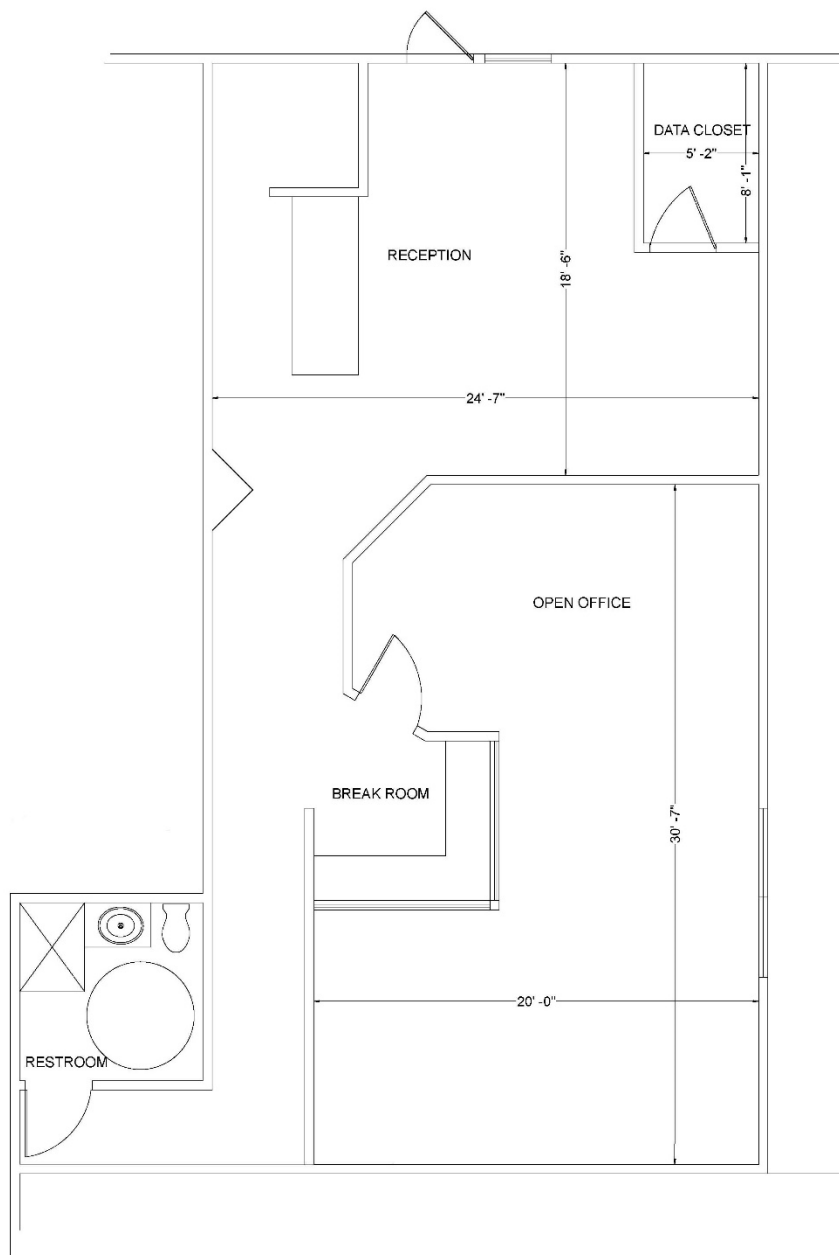 DATA CLOSET
5' -2"
8' -1"
RECEPTION
18' -6"
24' -7"
OPEN OFFICE
BREAK ROOM
30' -7"
20' -0"
RESTROOM